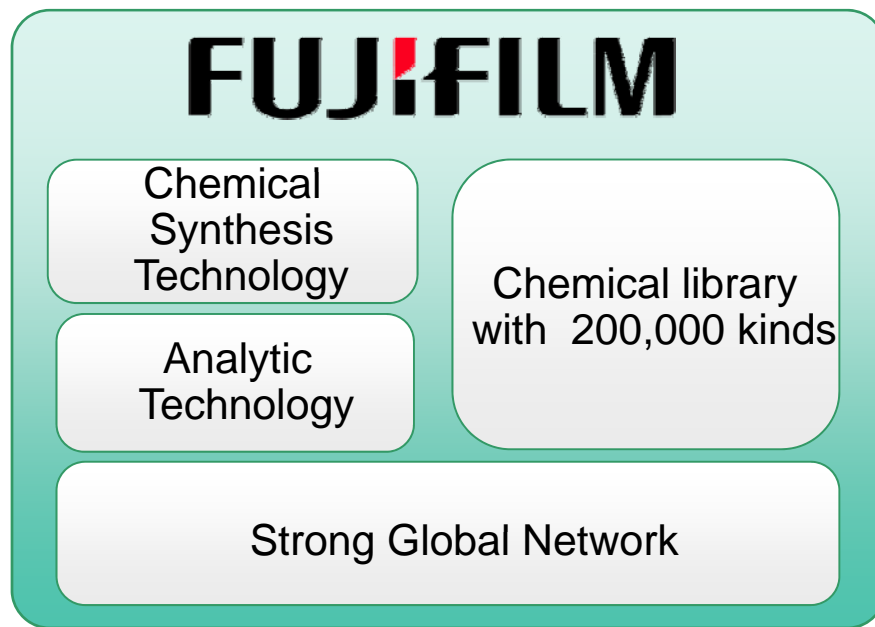 FUJIFILM
Chemical
Synthesis
Technology
Analytic
Technology
Chemical library
with 200,000 kinds
Strong Global Network